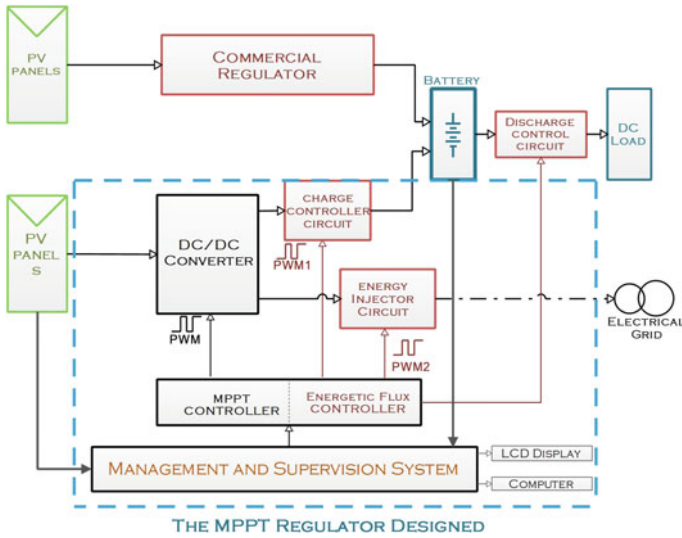 PV
PANELS
COMMERCIAL
REGULATOR
BATTERY
DISCHARGE
CONTROL
CIRCUIT
DC
LOAD
PV
PANEL
S
DC/DC
CONVERTER
CHARGE
CONTROLLER
CIRCUIT
PWM1
ENERGY
INJECTOR
CIRCUIT
ELECTRICAL
GRID
PWM
PWM2
MPPT
CONTROLLER
ENERGETIC FLUX
CONTROLLER
MANAGEMENT AND SUPERVISION SYSTEM
LCD DISPLAY
COMPUTER
THE MPPT REGULATOR DESIGNED